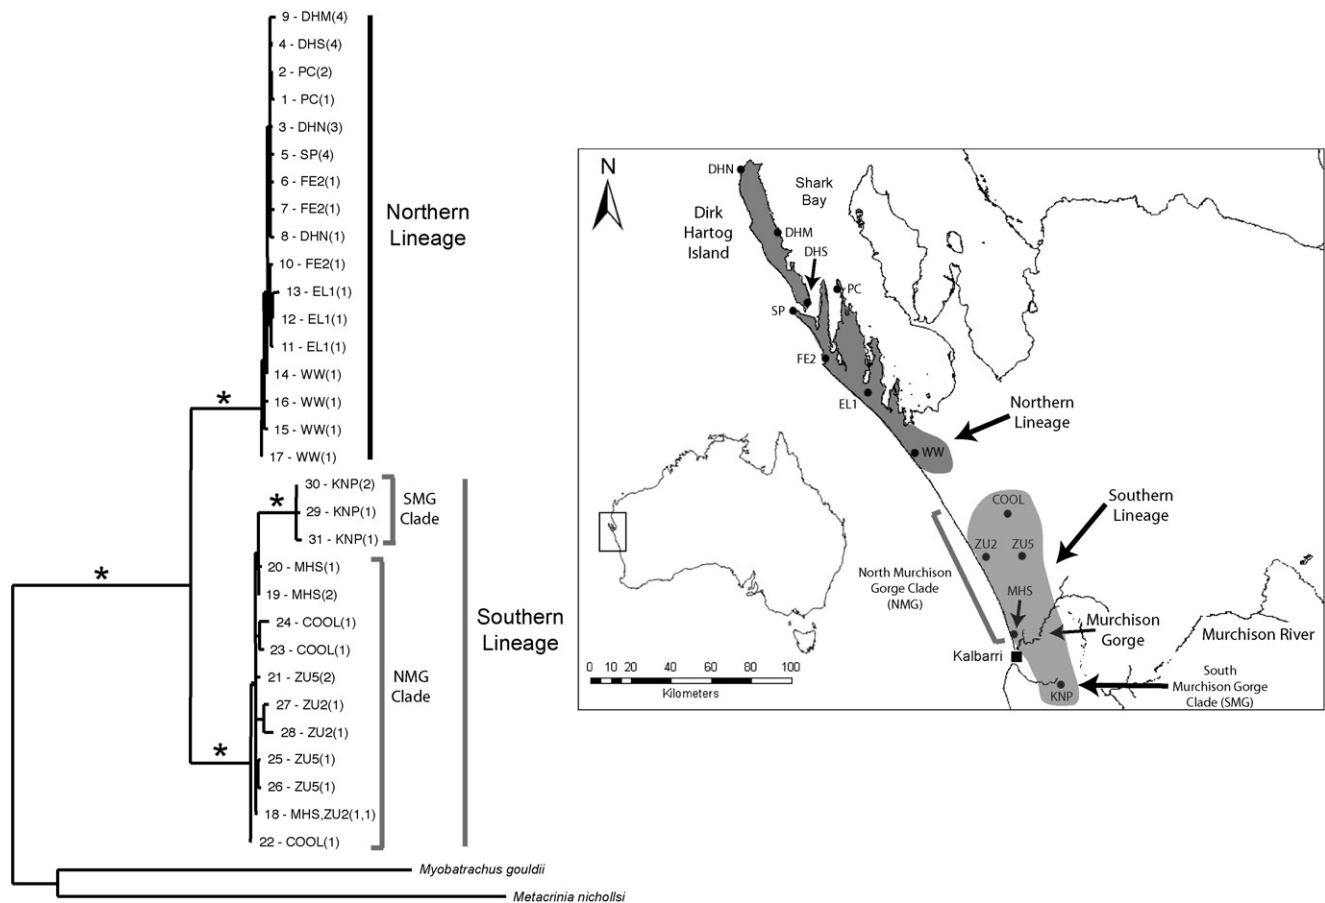 9 - DHM(4)
4 - DHS(4)
2 - PC(2)
1 - PC(1)
3 - DHN(3)
5 - SP(4)
6 - FE2(1)
7 - FE2(1)
8 - DHN(1)
10 - FE2(1)
13 - EL1(1)
12 - EL1(1)
11 - EL1(1)
14 - WW(1)
16 - WW(1)
15 - WW(1)
17 - WW(1)
Northern
Lineage
*
30 - KNP(2)
29 - KNP(1)
31 - KNP(1)
*
SMG
Clade
*
20 - MHS(1)
19 - MHS(2)
24 - COOL(1)
23 - COOL(1)
21 - ZU5(2)
27 - ZU2(1)
28 - ZU2(1)
25 - ZU5(1)
26 - ZU5(1)
18 - MHS,ZU2(1,1)
22 - COOL(1)
*
NMG
Clade
Southern
Lineage
Myobatrachus gouldii
Metacrinia nichollsi
N
DHN
Shark
Bay
Dirk
Hartog
Island
DHM
DHS
PC
SP
FE2
EL1
Northern
Lineage
WW
COOL
Southern
Lineage
ZU2
ZU5
North Murchison
Gorge Clade
(NMG)
MHS
Murchison
Gorge
Murchison River
Kalbarri
KNP
South
Murchison Gorge
Clade (SMG)
0 10 20 40 60 80 100
Kilometers